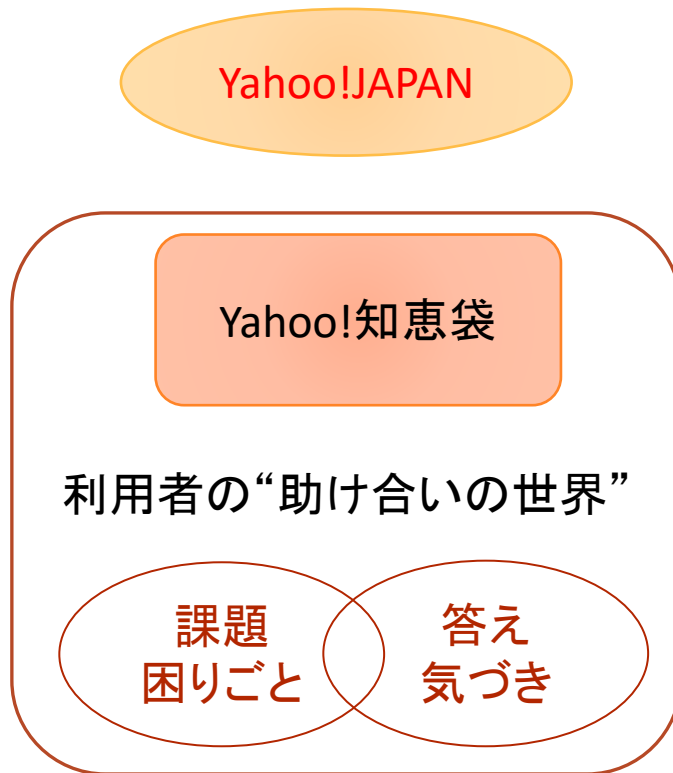 Yahoo!JAPAN
Yahoo!知恵袋
利用者の“助け合いの世界”
課題
困りごと
答え
気づき